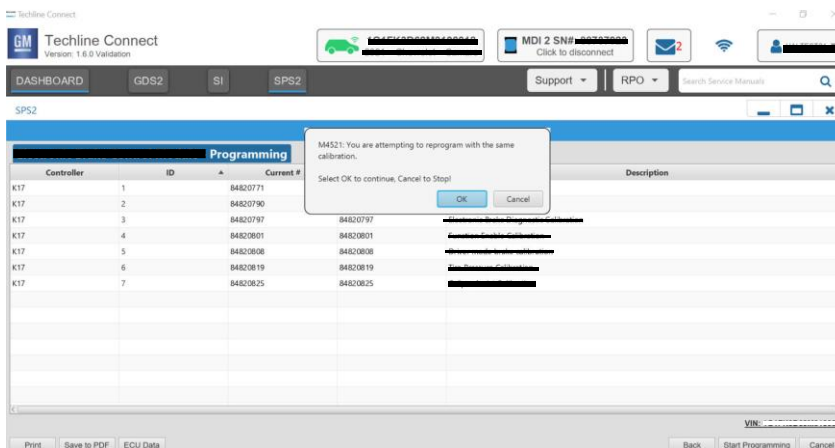 Techline Connect
GM
Techline Connect
Version: 1.6.0 Validation
MDI 2 SN#
Click to disconnect
2
DASHBOARD GDS2 SI SPS2 Support RPO Search Service Manuals
SPS2
Programming
M4521: You are attempting to reprogram with the same
calibration.
Select OK to continue, Cancel to Stop!
OK Cancel
Controller ID Current # Description
K17 1 84820771
K17 2 84820790
K17 3 84820797 84820797
K17 4 84820801 84820801
K17 5 84820808 84820808
K17 6 84820819 84820819
K17 7 84820825 84820825
VIN:
Print Save to PDF ECU Data Back Start Programming Cancel